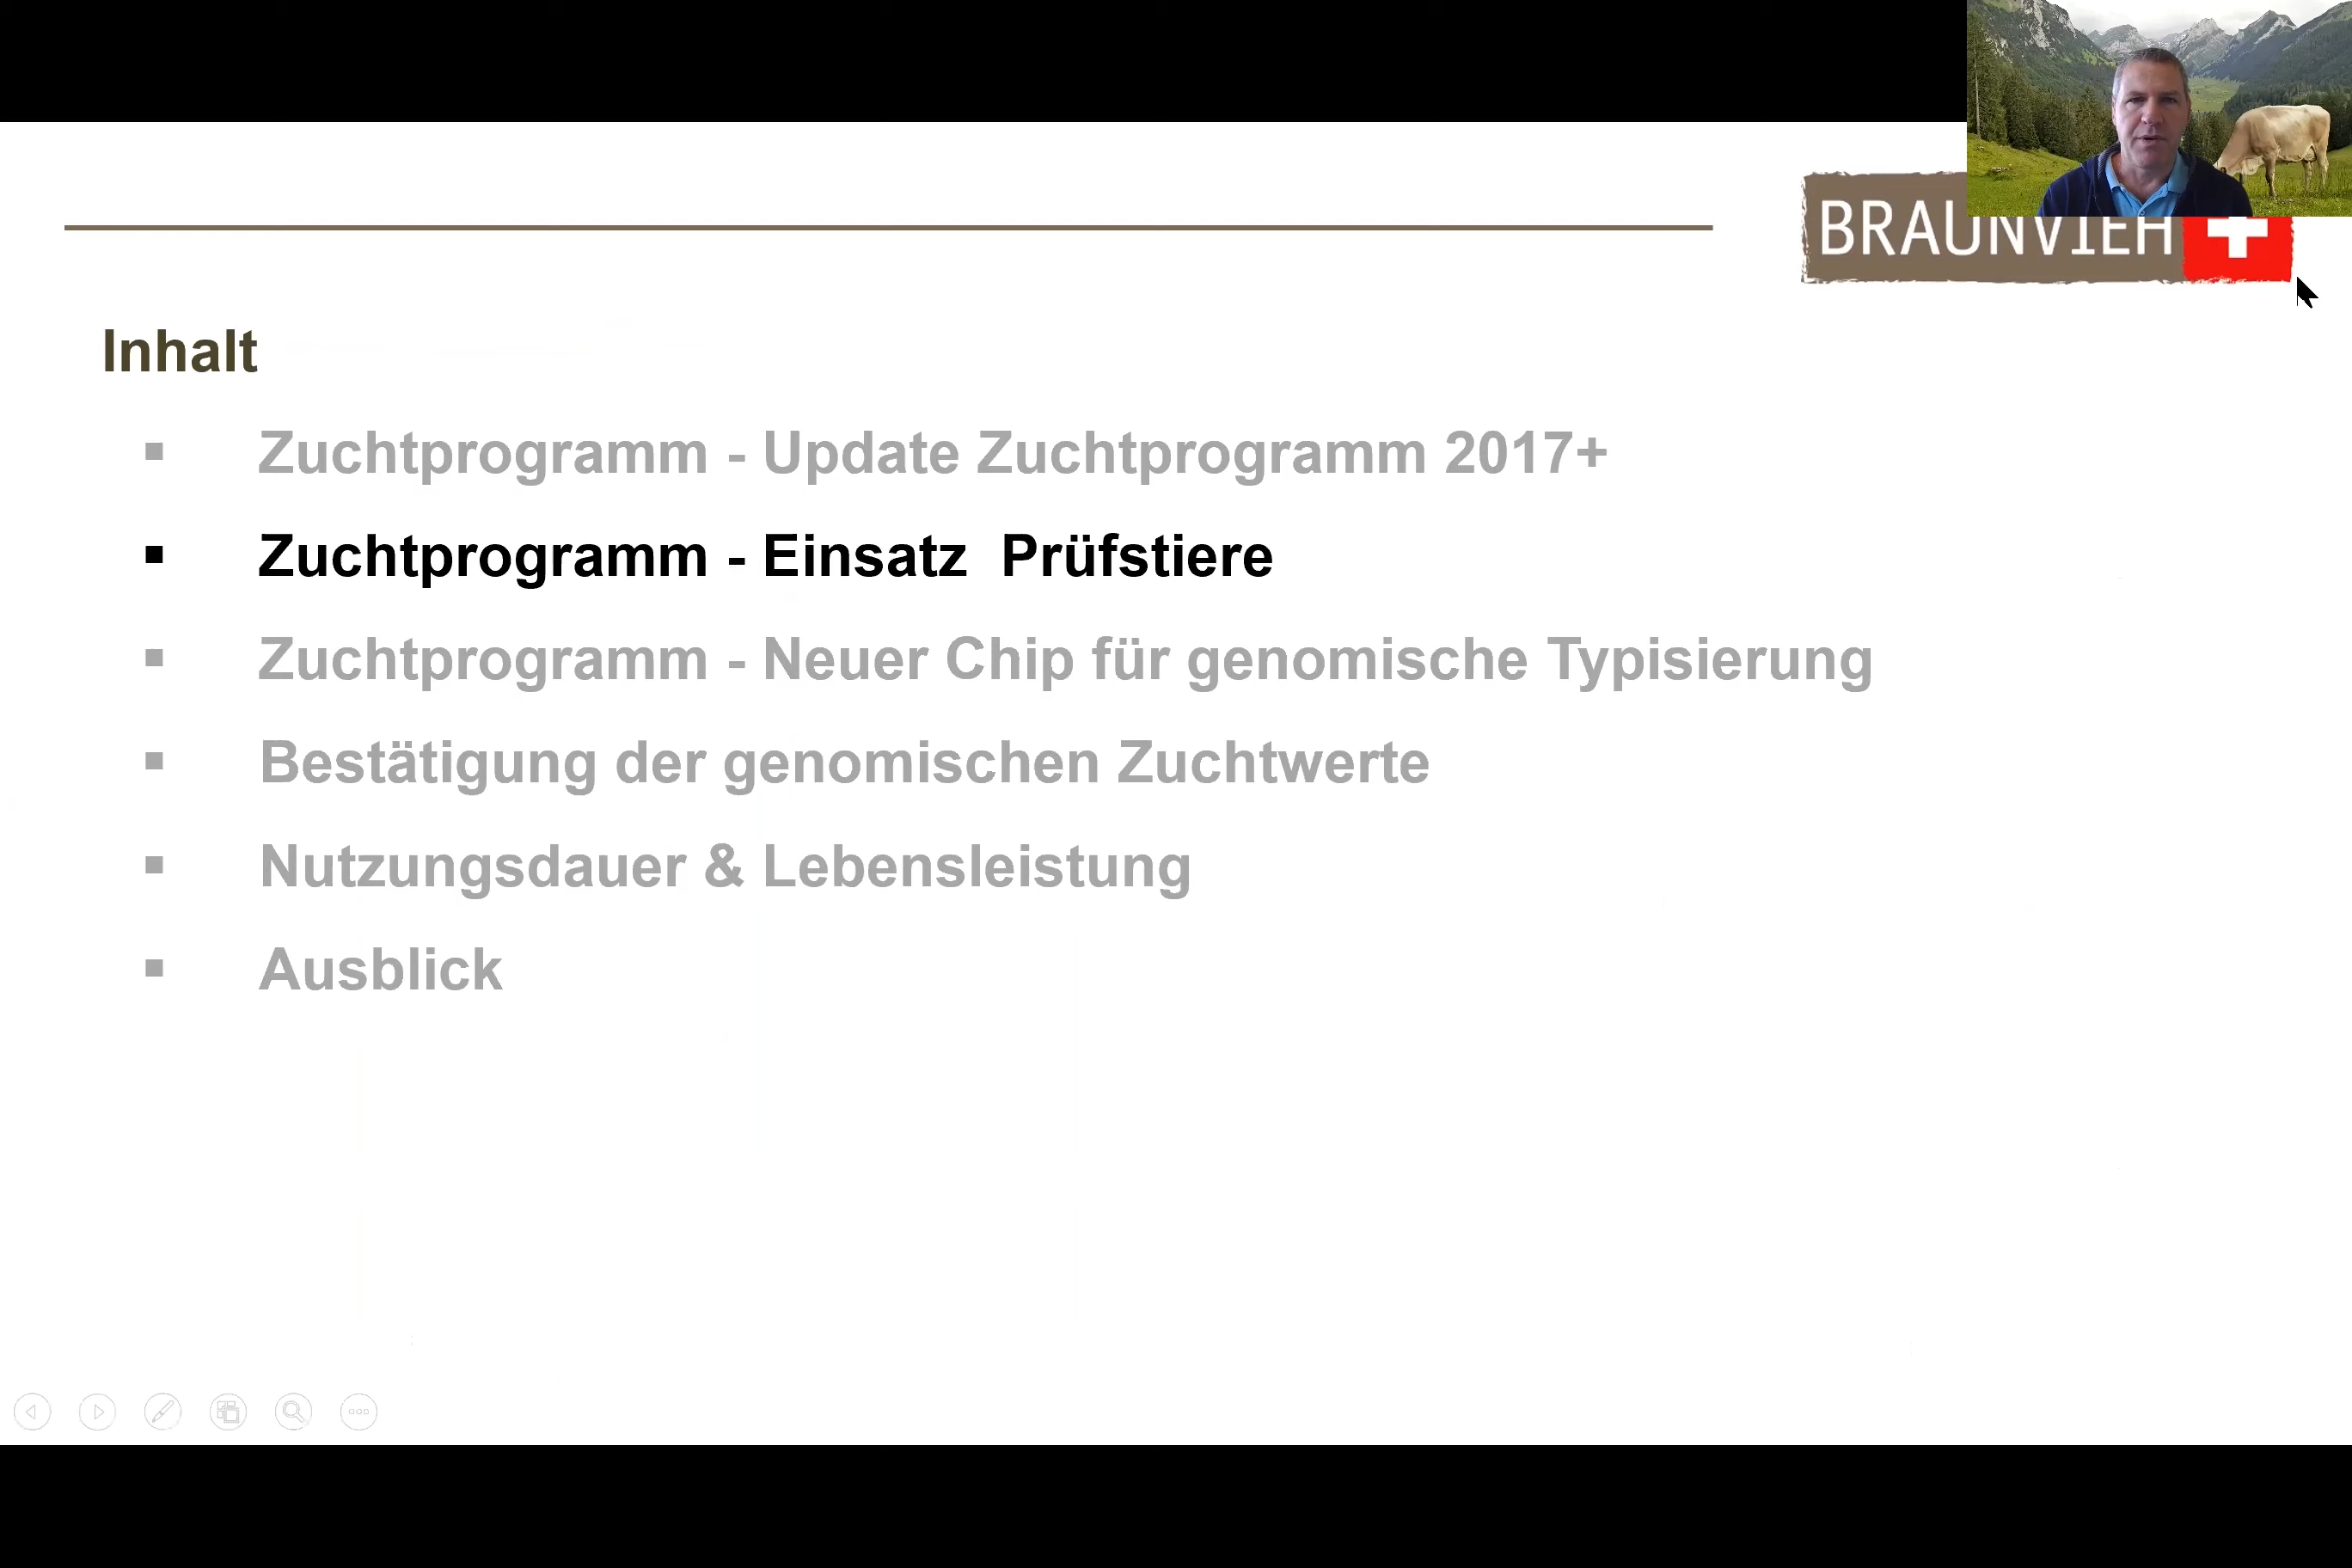 BRAUNVIEH
Inhalt
▪ Zuchtprogramm - Update Zuchtprogramm 2017+
▪ Zuchtprogramm - Einsatz  Prüfstiere
▪ Zuchtprogramm - Neuer Chip für genomische Typisierung
▪ Bestätigung der genomischen Zuchtwerte
▪ Nutzungsdauer & Lebensleistung
▪ Ausblick